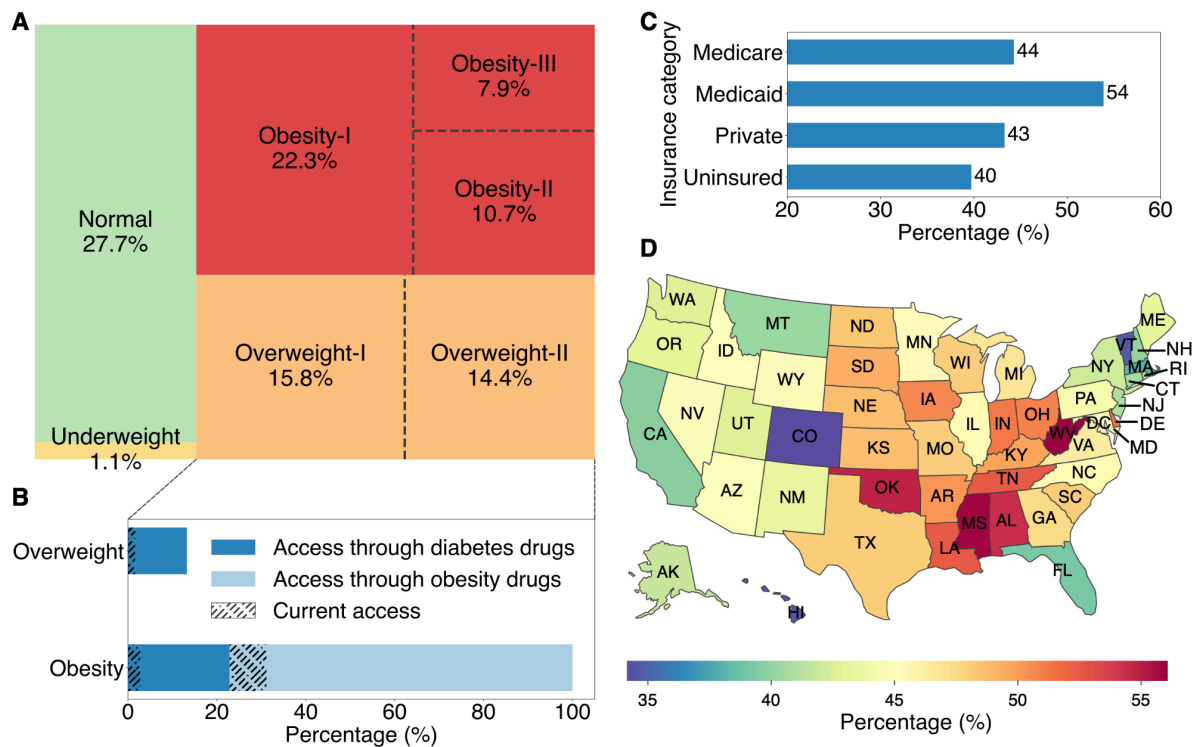 A
Normal
27.7%
Underweight
1.1%
Obesity-I
22.3%
Obesity-III
7.9%
Obesity-II
10.7%
Overweight-I
15.8%
Overweight-II
14.4%
B
Overweight
Obesity
Access through diabetes drugs
Access through obesity drugs
Current access
0 20 40 60 80 100
Percentage (%)
C
Insurance category
Medicare 44
Medicaid 54
Private 43
Uninsured 40
20 30 40 50 60
Percentage (%)
D
WA
MT
ND
MN
ME
OR
ID
SD
WI
VT
NH
NY
MA
RI
WY
MI
CT
NE
IA
PA
NJ
NV
UT
CO
IL
IN
OH
DC
DE
CA
KS
MO
WV
VA
MD
KY
AZ
NM
OK
AR
TN
NC
SC
TX
LA
MS
AL
GA
AK
FL
HI
35 40 45 50 55
Percentage (%)